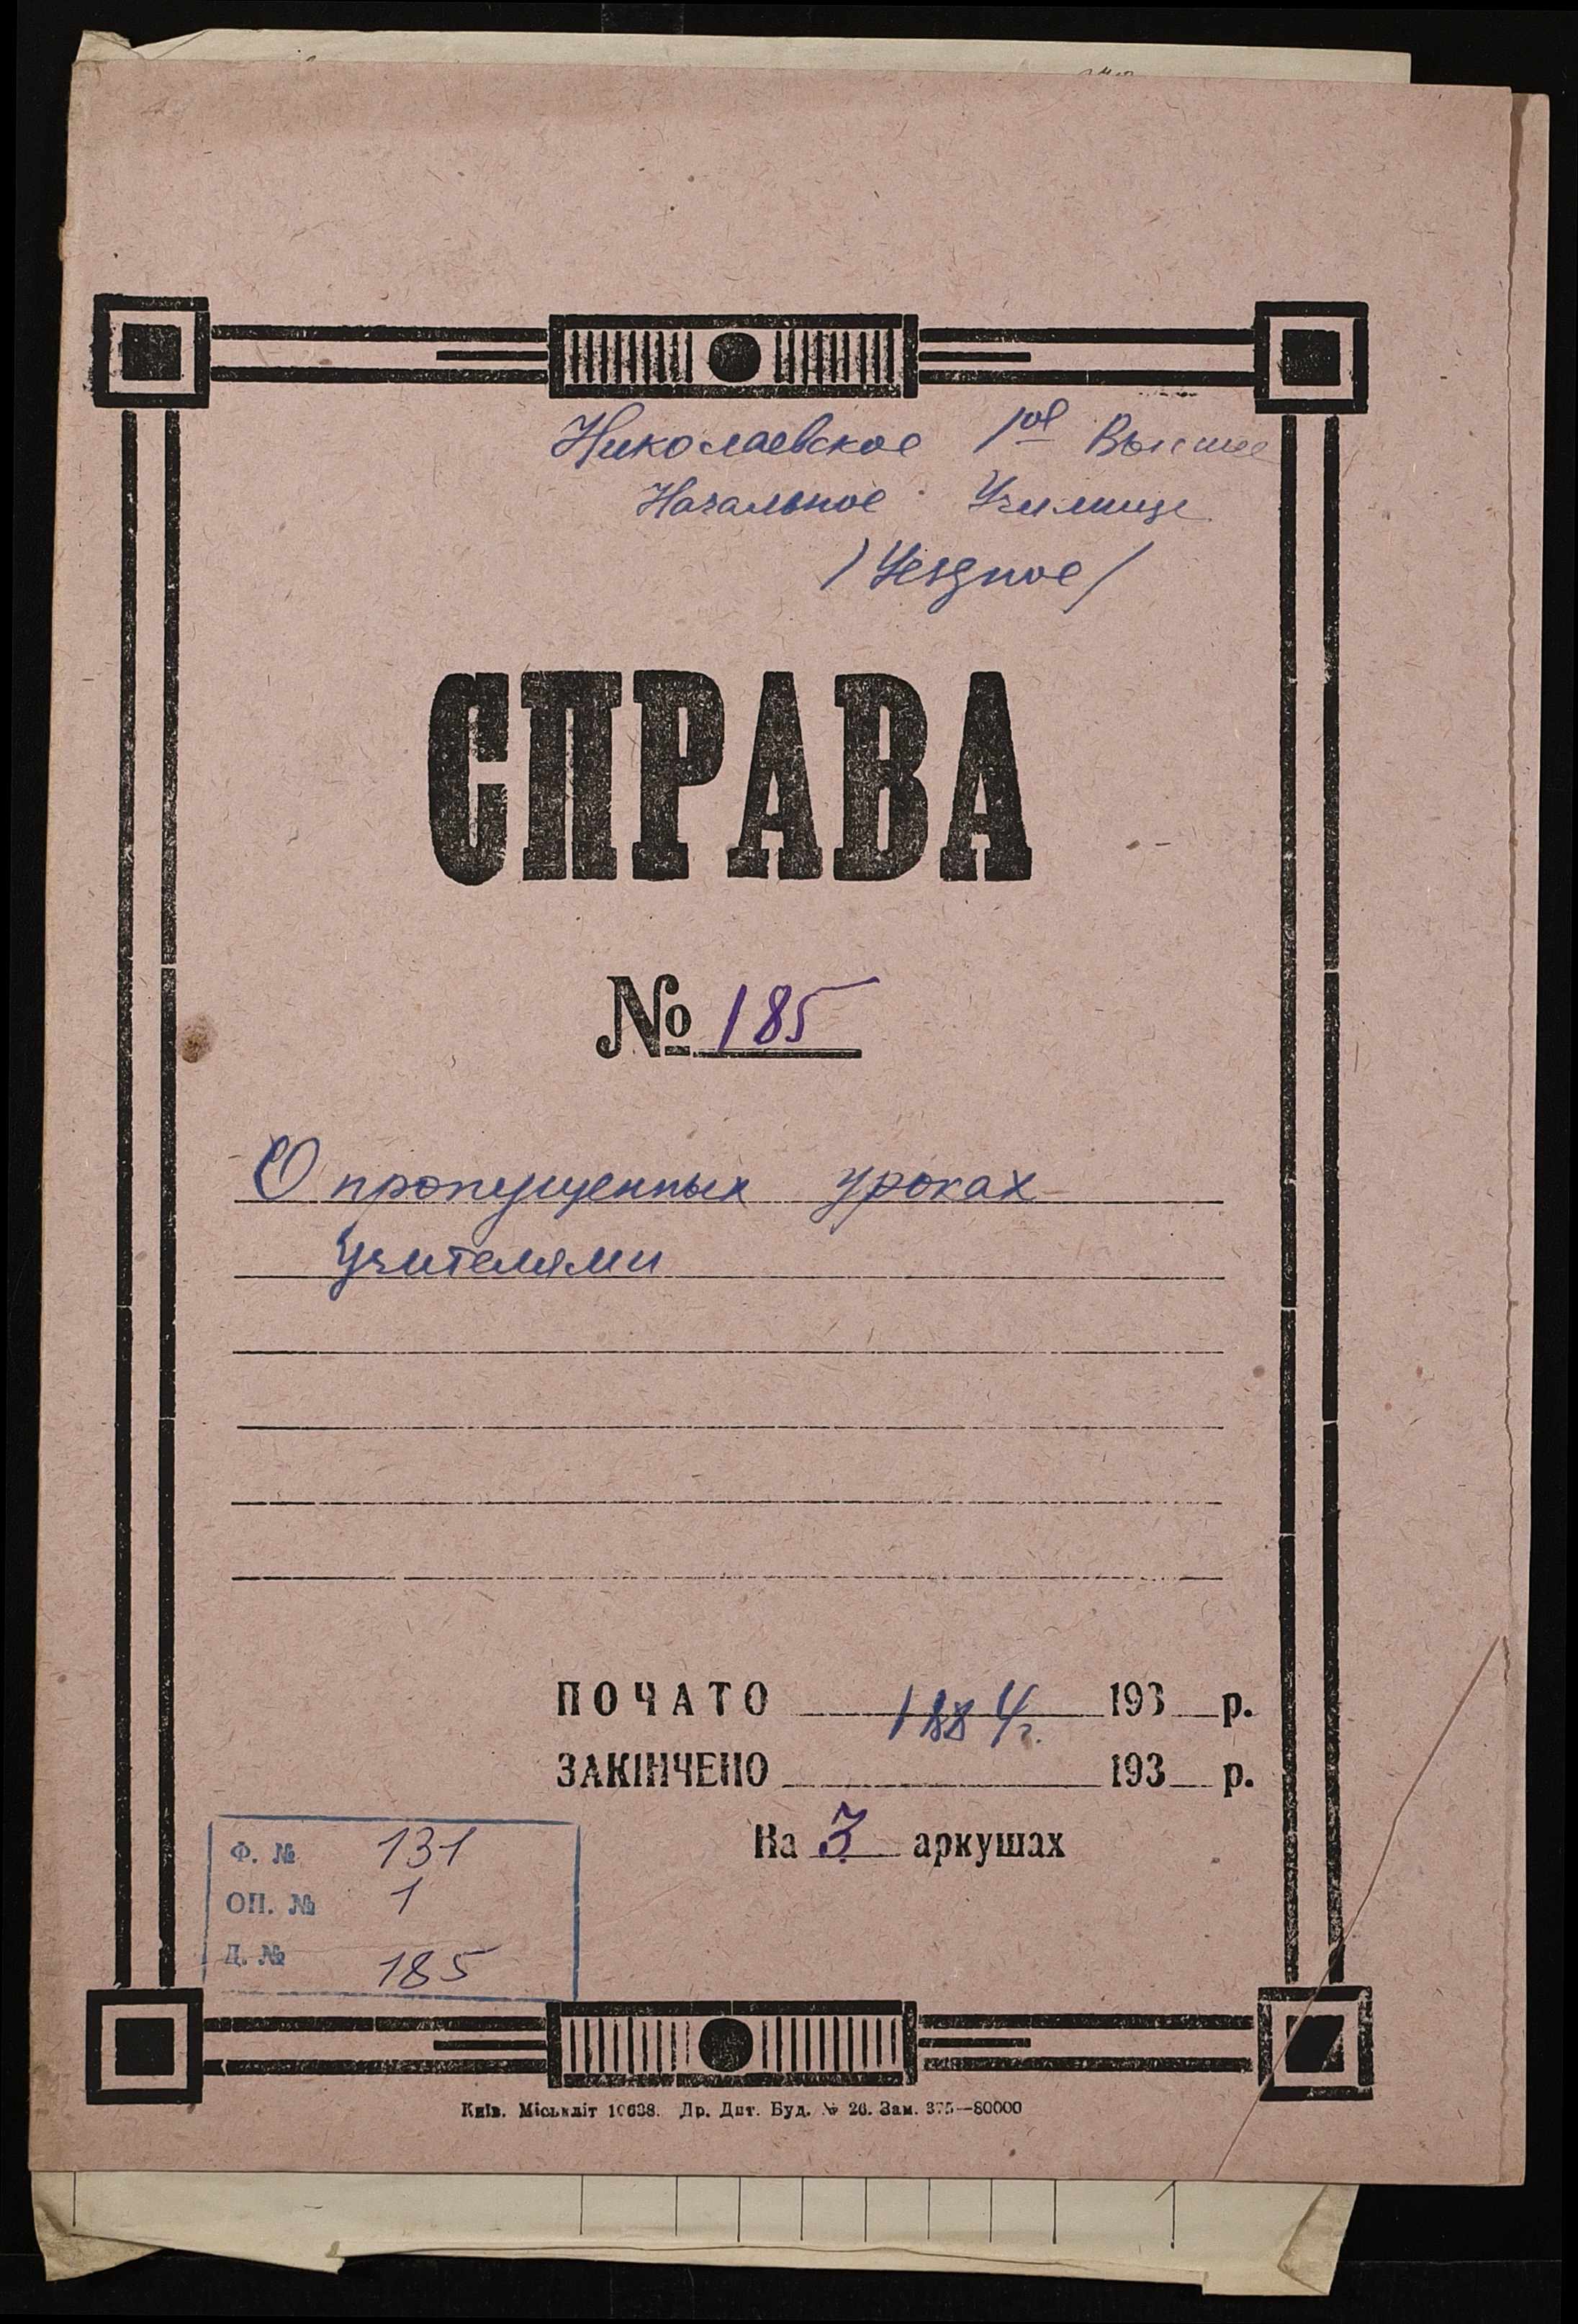 Николаевское 1ое Высшее
Начальное Училище
/Уездное/
СПРАВА
№ 185
О пропущенных уроках
учителями
ПОЧАТО 1884г. 193 р.
ЗАКІНЧЕНО 193 р.
На 3 аркушах
Ф. № 131
ОП. № 1
Д. № 185
Київ. Міськліт 10638. Др. Дит. Буд. № 26. Зам. 375—80000